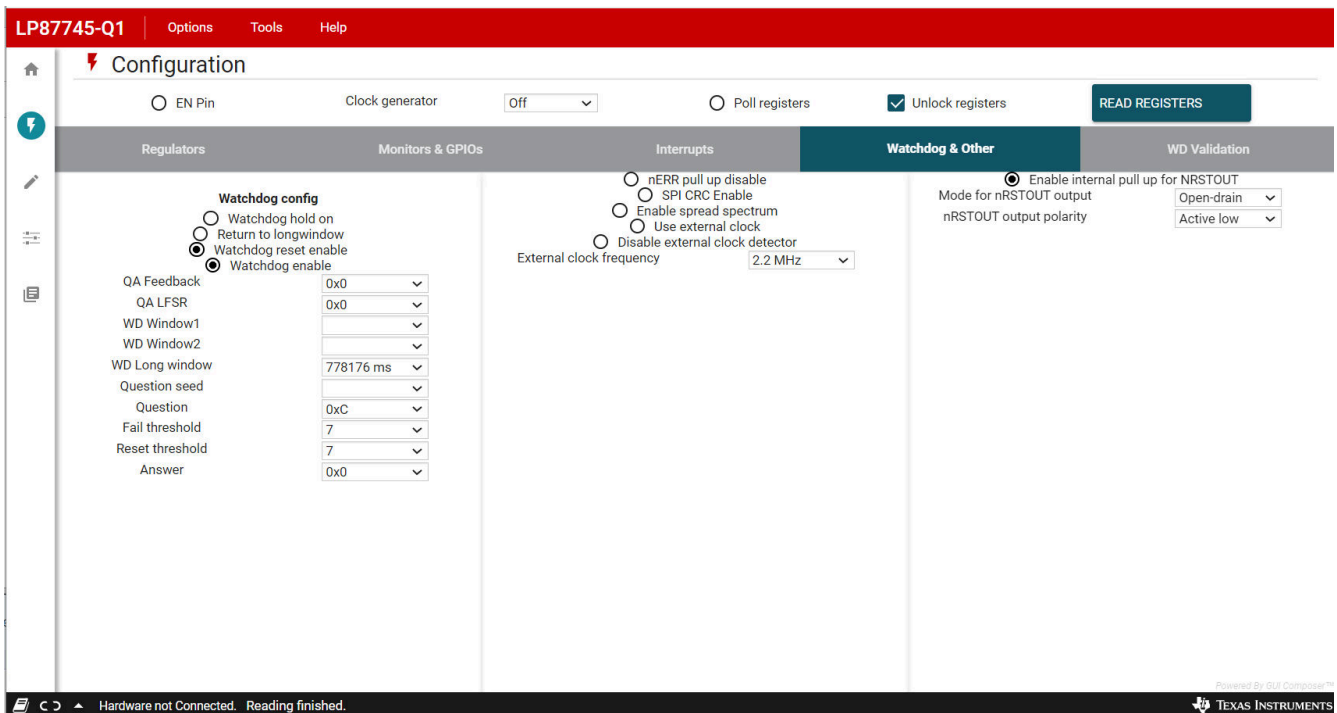 LP87745-Q1 Options Tools Help
Configuration
EN Pin Clock generator Off Poll registers Unlock registers READ REGISTERS
Regulators Monitors & GPIOs Interrupts Watchdog & Other WD Validation
Watchdog config
Watchdog hold on
Return to longwindow
Watchdog reset enable
Watchdog enable
QA Feedback 0x0
QA LFSR 0x0
WD Window1
WD Window2
WD Long window 778176 ms
Question seed
Question 0xC
Fail threshold 7
Reset threshold 7
Answer 0x0
nERR pull up disable
SPI CRC Enable
Enable spread spectrum
Use external clock
Disable external clock detector
External clock frequency 2.2 MHz
Enable internal pull up for NRSTOUT
Mode for nRSTOUT output Open-drain
nRSTOUT output polarity Active low
Powered By GUI Composer™
Hardware not Connected. Reading finished. TEXAS INSTRUMENTS